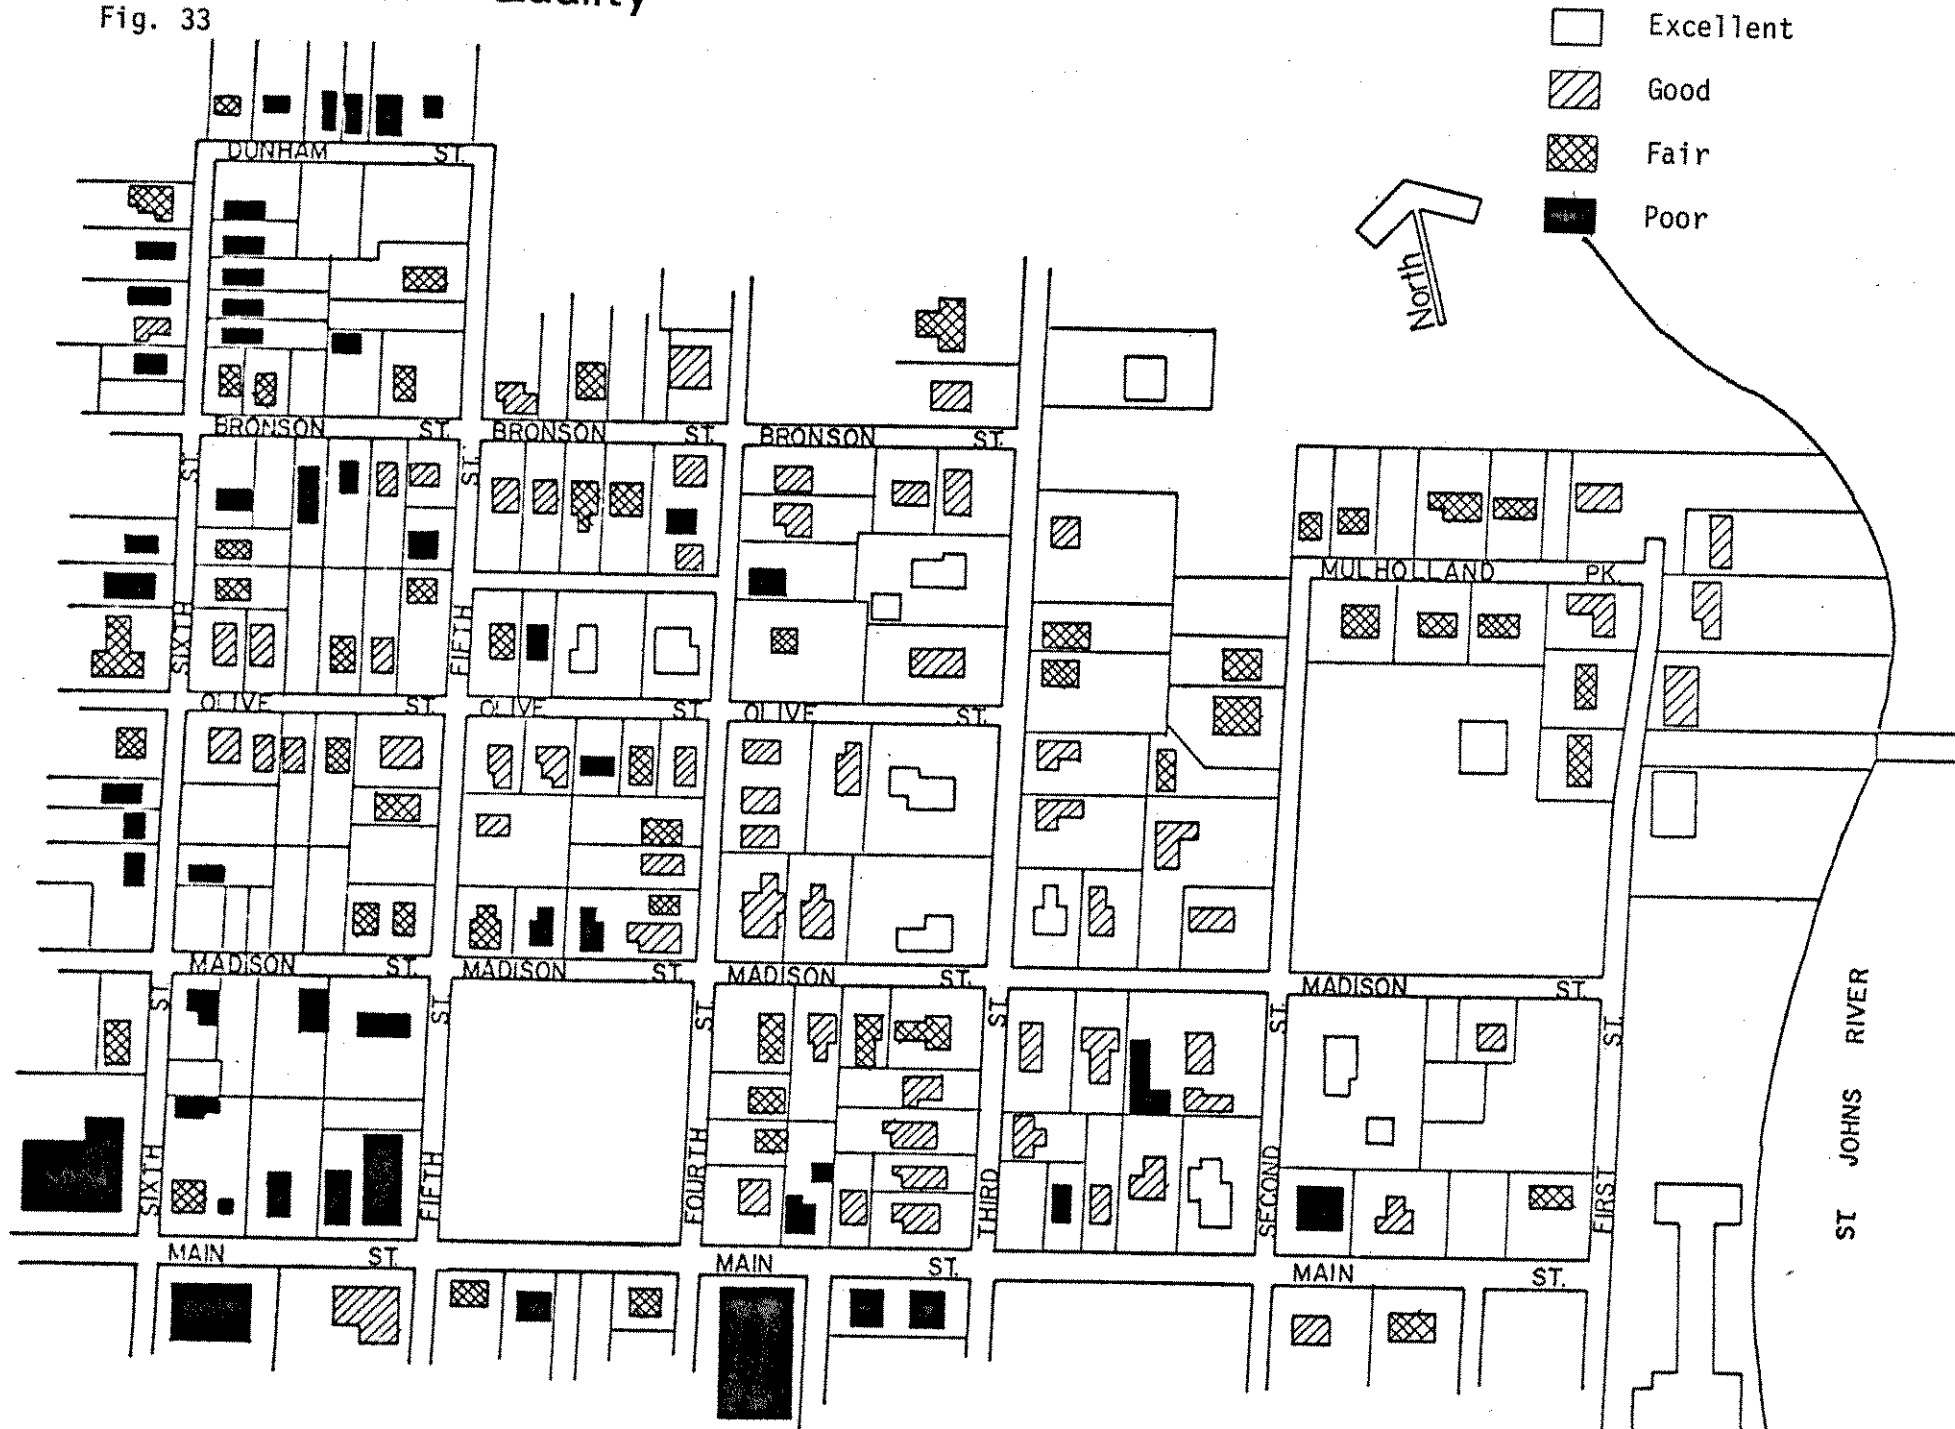 Fig. 33
Excellent
Good
Fair
Poor
North
DUNHAM ST.
BRONSON ST.
BRONSON ST.
BRONSON ST.
ST.
ST.
MULHOLLAND PK.
SIXTH
FIFTH
OLIVE ST.
OLIVE ST.
OLIVE ST.
MADISON ST.
MADISON ST.
MADISON ST.
MADISON ST.
ST.
ST.
ST.
ST.
ST.
ST.
SIXTH
FIFTH
FOURTH
THIRD
SECOND
FIRST
ST JOHNS RIVER
MAIN ST.
MAIN ST.
MAIN ST.